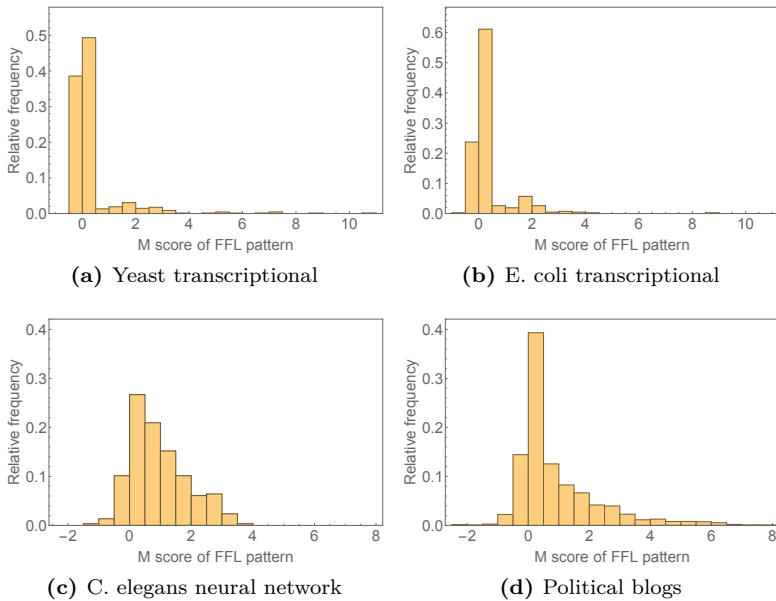 0.5
0.4
0.3
0.2
0.1
0.0
Relative frequency
0 2 4 6 8 10
M score of FFL pattern
(a) Yeast transcriptional
0.6
0.5
0.4
0.3
0.2
0.1
0.0
Relative frequency
0 2 4 6 8 10
M score of FFL pattern
(b) E. coli transcriptional
0.4
0.3
0.2
0.1
0.0
Relative frequency
−2 0 2 4 6 8
M score of FFL pattern
(c) C. elegans neural network
0.4
0.3
0.2
0.1
0.0
Relative frequency
−2 0 2 4 6 8
M score of FFL pattern
(d) Political blogs